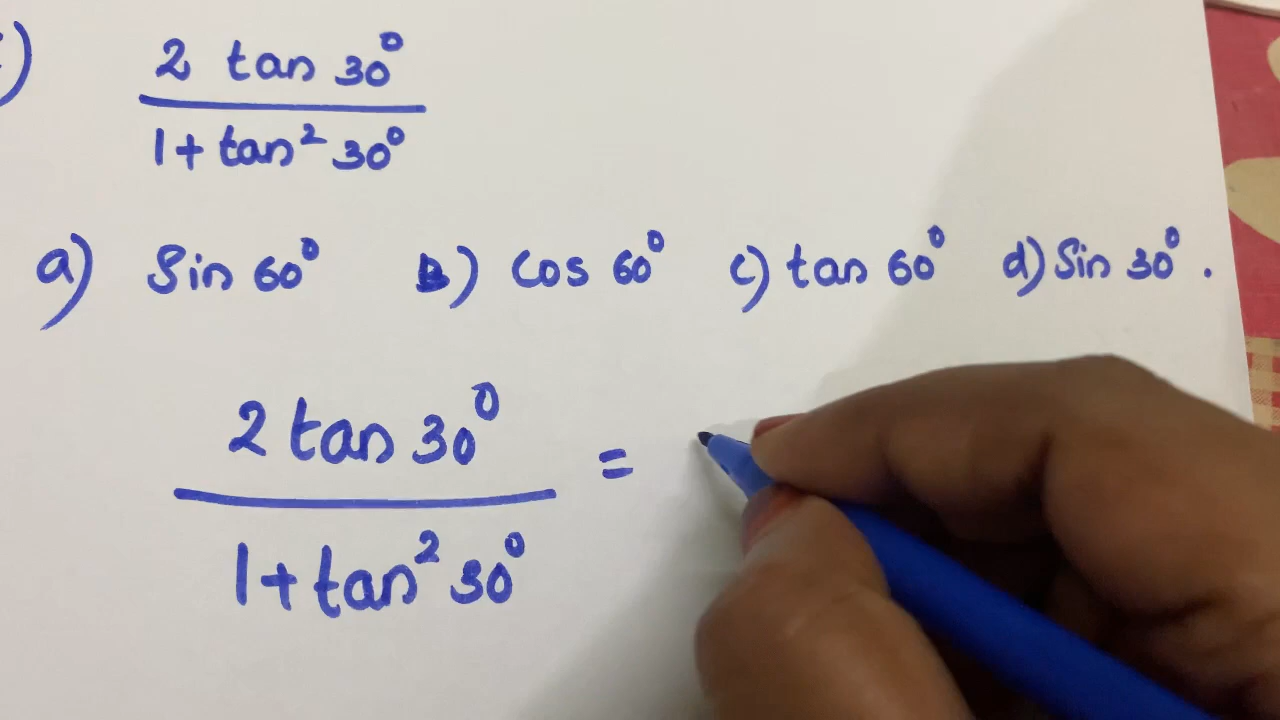 2 tan 30°
1 + tan² 30°
a) Sin 60° b) Cos 60° c) tan 60° d) Sin 30° .
2 tan 30° =
1 + tan² 30°